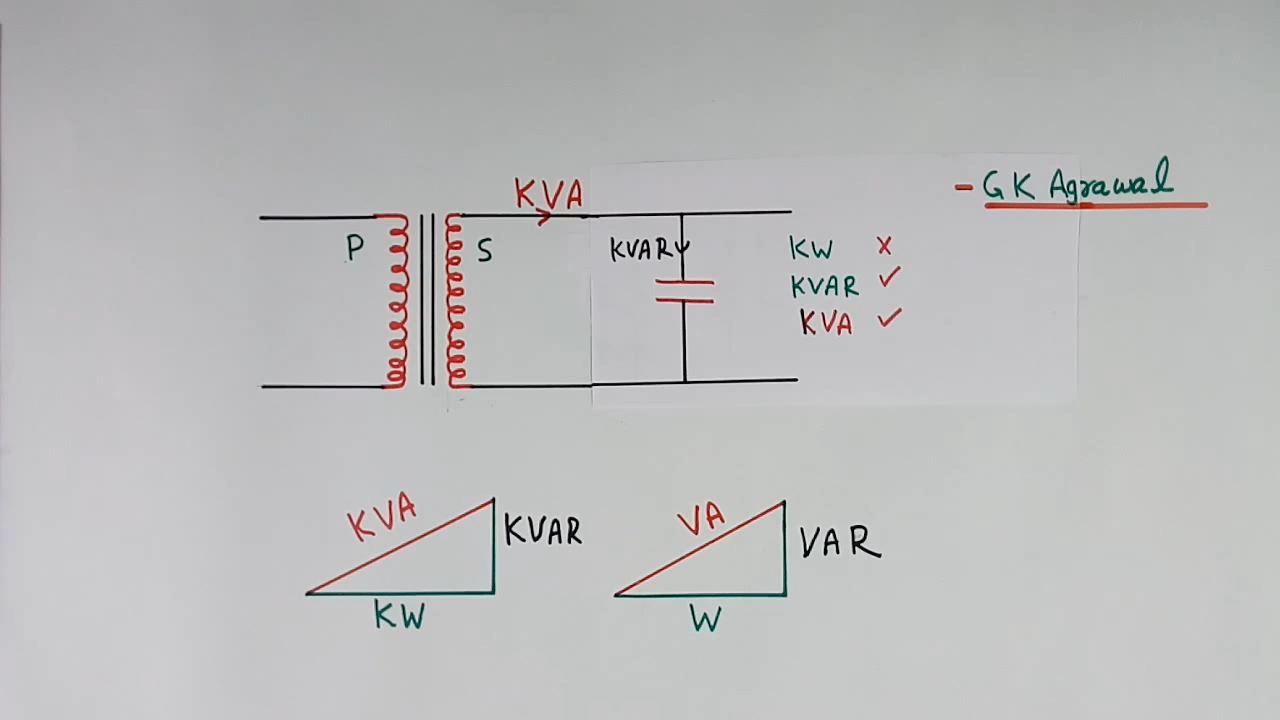 - GK Agrawal
KVA
P
S
KVAR
KW X
KVAR ✓
KVA ✓
KVA
KVAR
KW
VA
VAR
W